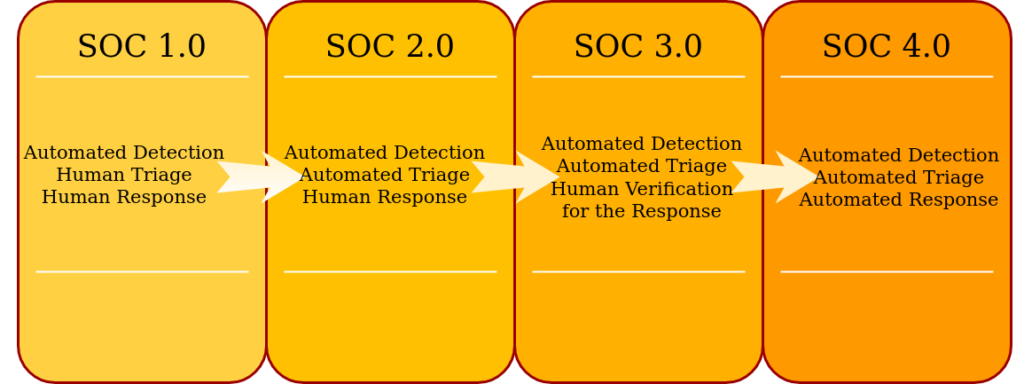 SOC 1.0
Automated Detection
Human Triage
Human Response
SOC 2.0
Automated Detection
Automated Triage
Human Response
SOC 3.0
Automated Detection
Automated Triage
Human Verification
for the Response
SOC 4.0
Automated Detection
Automated Triage
Automated Response